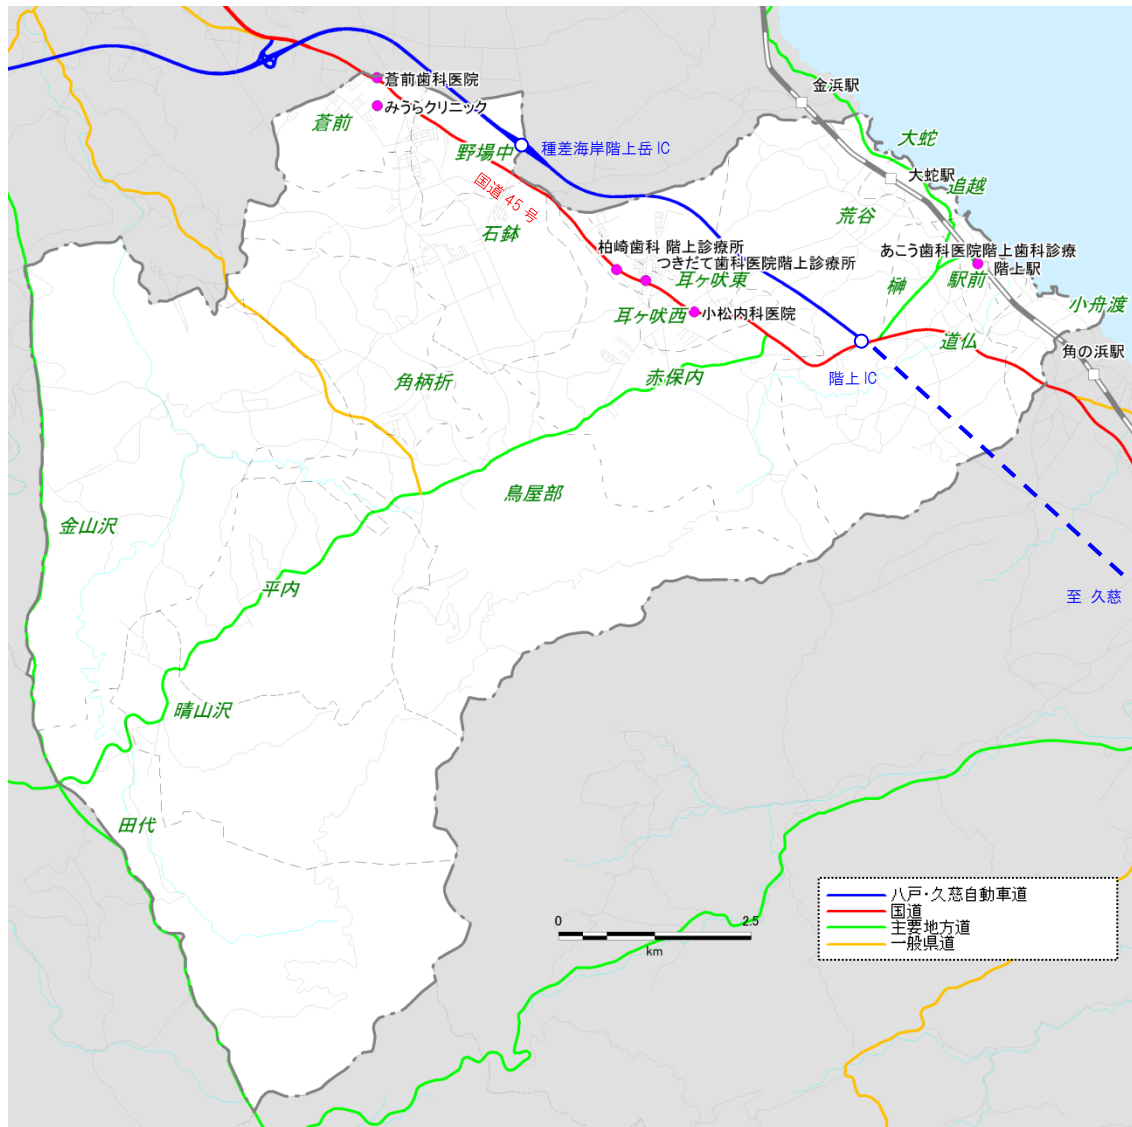 蒼前歯科医院
金浜駅
みうらクリニック
蒼前
大蛇
野場中
種差海岸階上岳IC
大蛇駅
国道45号
追越
荒谷
石鉢
柏崎歯科 階上診療所
あこう歯科医院階上歯科診療
つきだて歯科医院階上診療所
階上駅
耳ヶ吠東
榊
駅前
小舟渡
耳ヶ吠西
小松内科医院
道仏
角の浜駅
角柄折
赤保内
階上IC
鳥屋部
金山沢
平内
至 久慈
晴山沢
田代
八戸・久慈自動車道
国道
主要地方道
一般県道
0 2.5
km